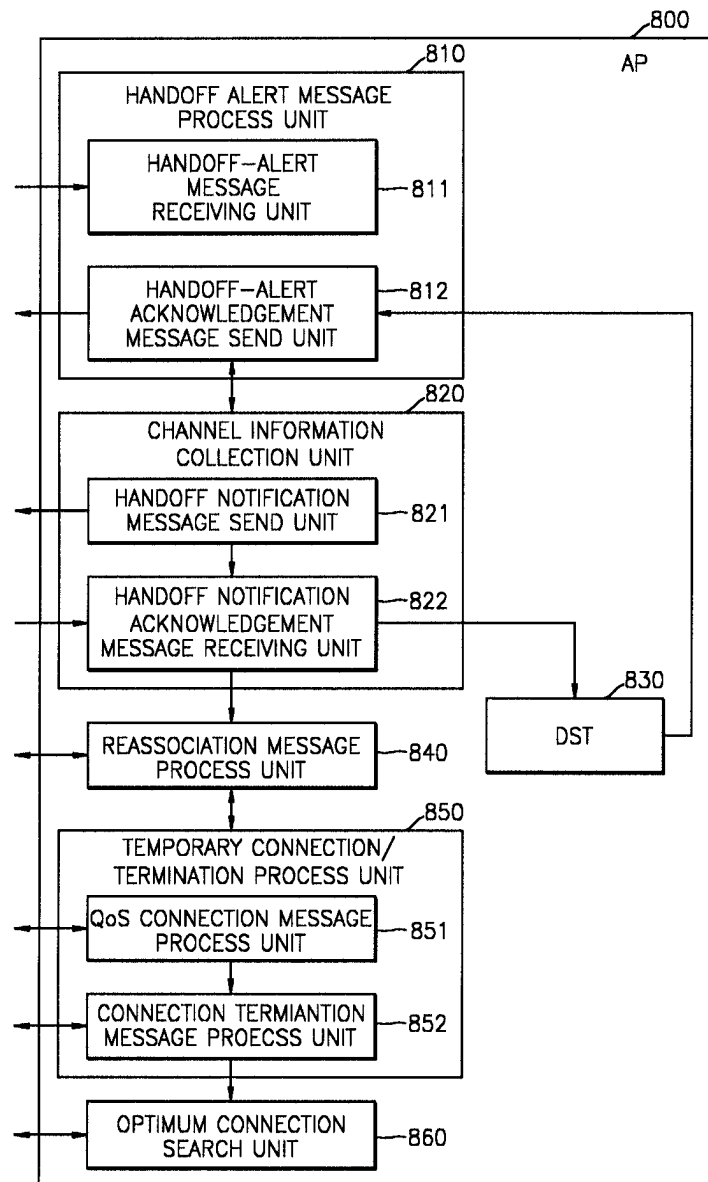 800
AP
810
HANDOFF ALERT MESSAGE
PROCESS UNIT
HANDOFF-ALERT
MESSAGE
RECEIVING UNIT
811
HANDOFF-ALERT
ACKNOWLEDGEMENT
MESSAGE SEND UNIT
812
820
CHANNEL INFORMATION
COLLECTION UNIT
HANDOFF NOTIFICATION
MESSAGE SEND UNIT
821
HANDOFF NOTIFICATION
ACKNOWLEDGEMENT
MESSAGE RECEIVING UNIT
822
830
DST
REASSOCIATION MESSAGE
PROCESS UNIT
840
850
TEMPORARY CONNECTION/
TERMINATION PROCESS UNIT
QoS CONNECTION MESSAGE
PROCESS UNIT
851
CONNECTION TERMIANTION
MESSAGE PROECSS UNIT
852
OPTIMUM CONNECTION
SEARCH UNIT
860